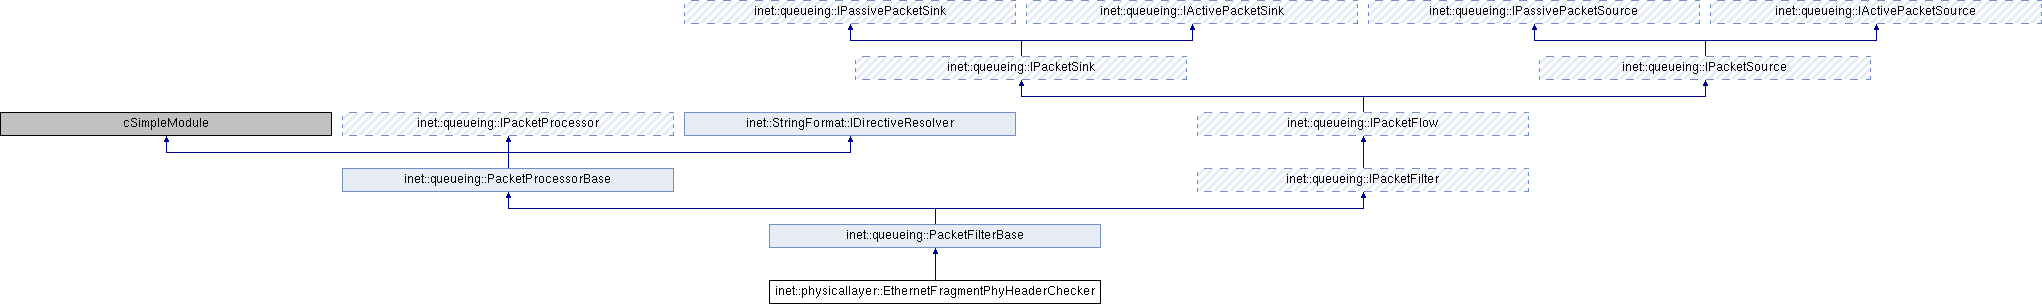 inet::queueing::IPassivePacketSink
inet::queueing::IActivePacketSink
inet::queueing::IPassivePacketSource
inet::queueing::IActivePacketSource
inet::queueing::IPacketSink
inet::queueing::IPacketSource
cSimpleModule
inet::queueing::IPacketProcessor
inet::StringFormat::IDirectiveResolver
inet::queueing::IPacketFlow
inet::queueing::PacketProcessorBase
inet::queueing::IPacketFilter
inet::queueing::PacketFilterBase
inet::physicallayer::EthernetFragmentPhyHeaderChecker